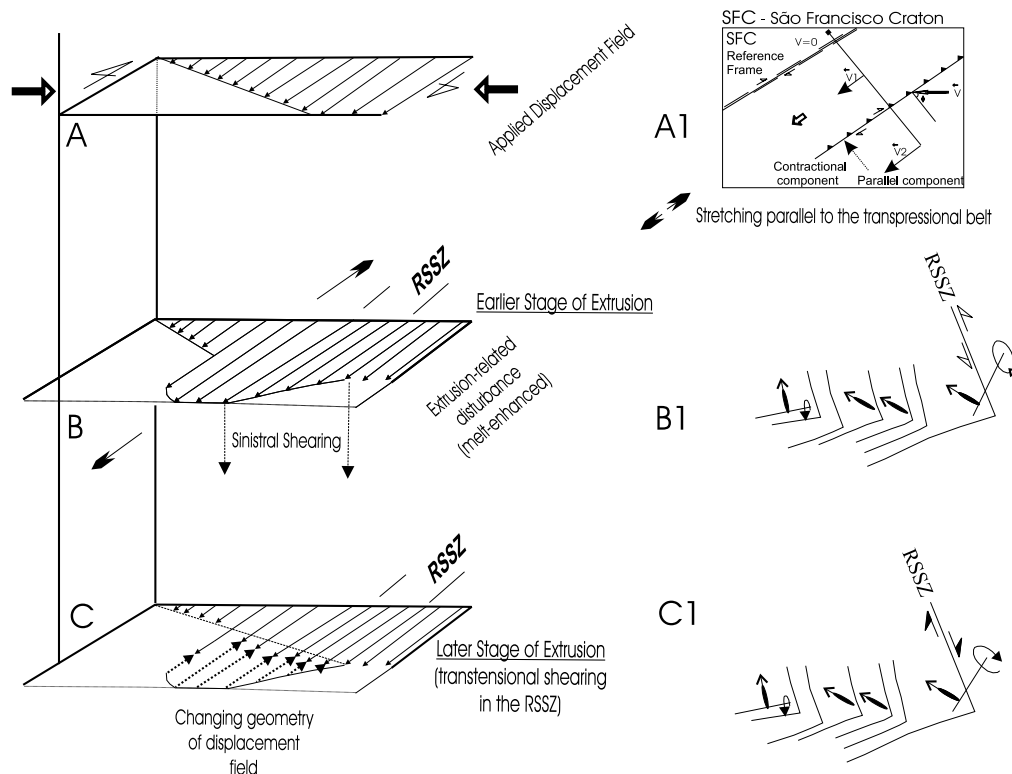 SFC - São Francisco Craton
SFC
Reference
Frame
V=0
V1
V
V2
Contractional
component
Parallel component
A
Applied Displacement Field
A1
Stretching parallel to the transpressional belt
RSSZ
Earlier Stage of Extrusion
Extrusion-related
disturbance
(melt-enhanced)
B
Sinistral Shearing
RSSZ
B1
RSSZ
C
Later Stage of Extrusion
(transtensional shearing
in the RSSZ)
Changing geometry
of displacement
field
RSSZ
C1